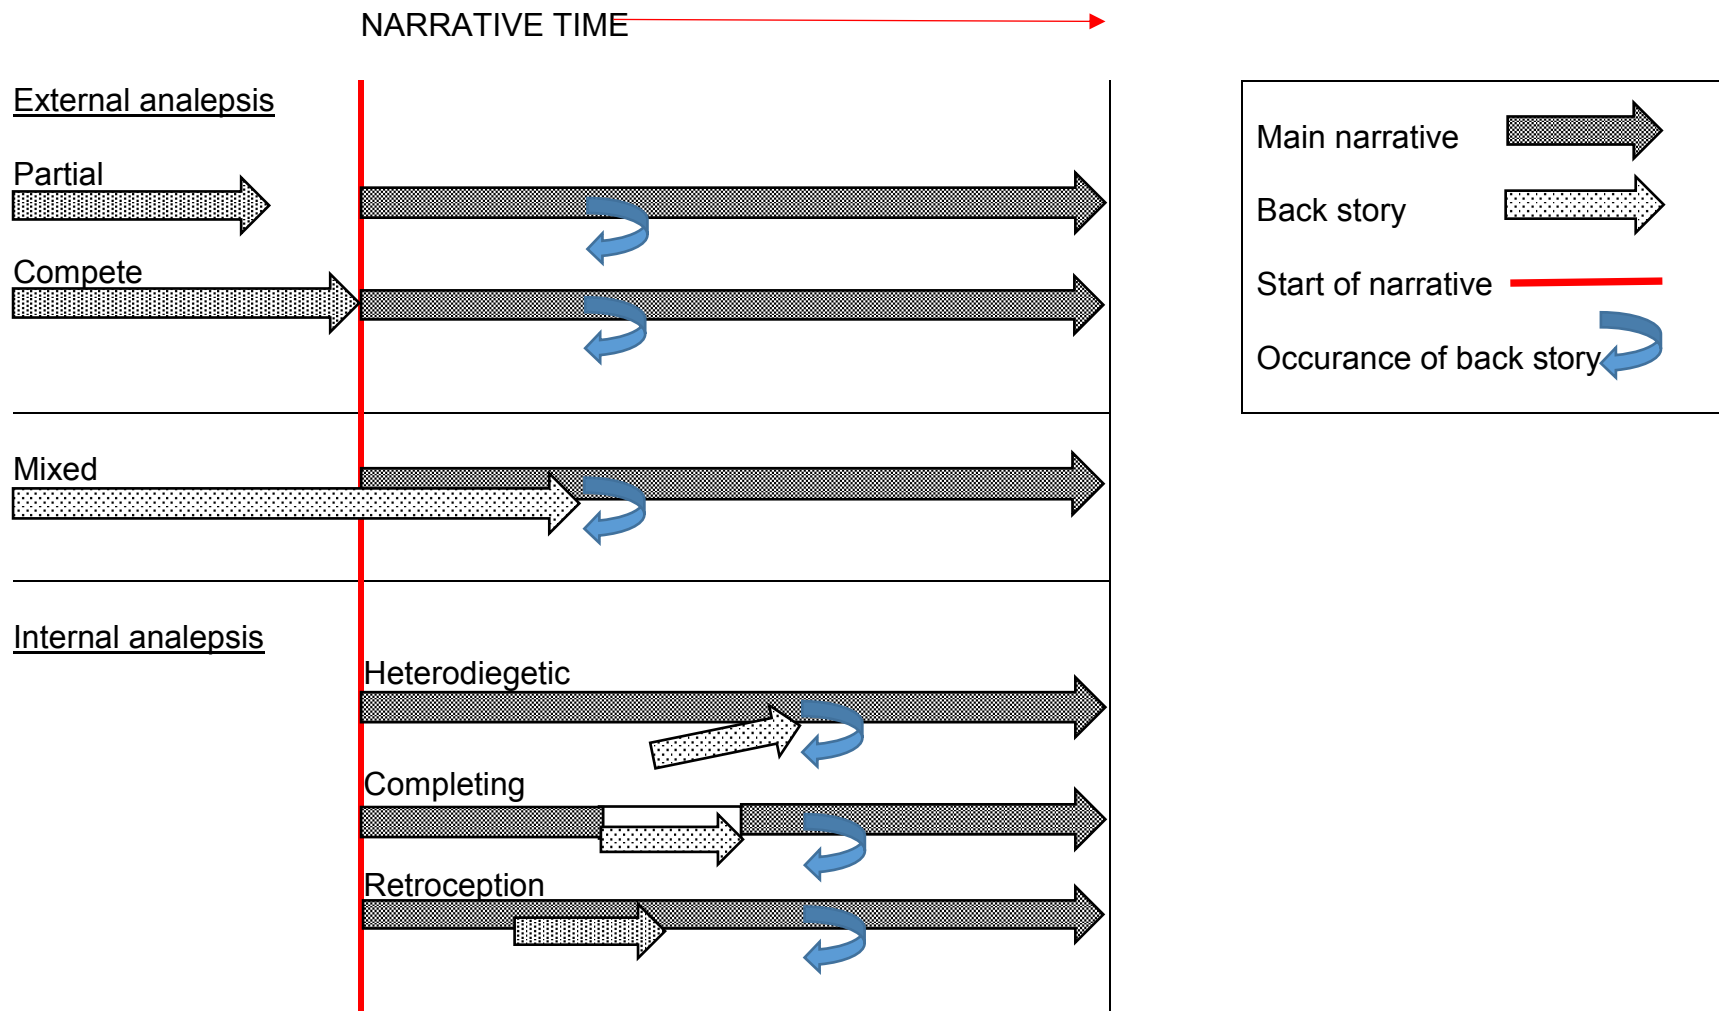 NARRATIVE TIME
External analepsis
Partial
Compete
Mixed
Internal analepsis
Heterodiegetic
Completing
Retroception
Main narrative
Back story
Start of narrative
Occurance of back story